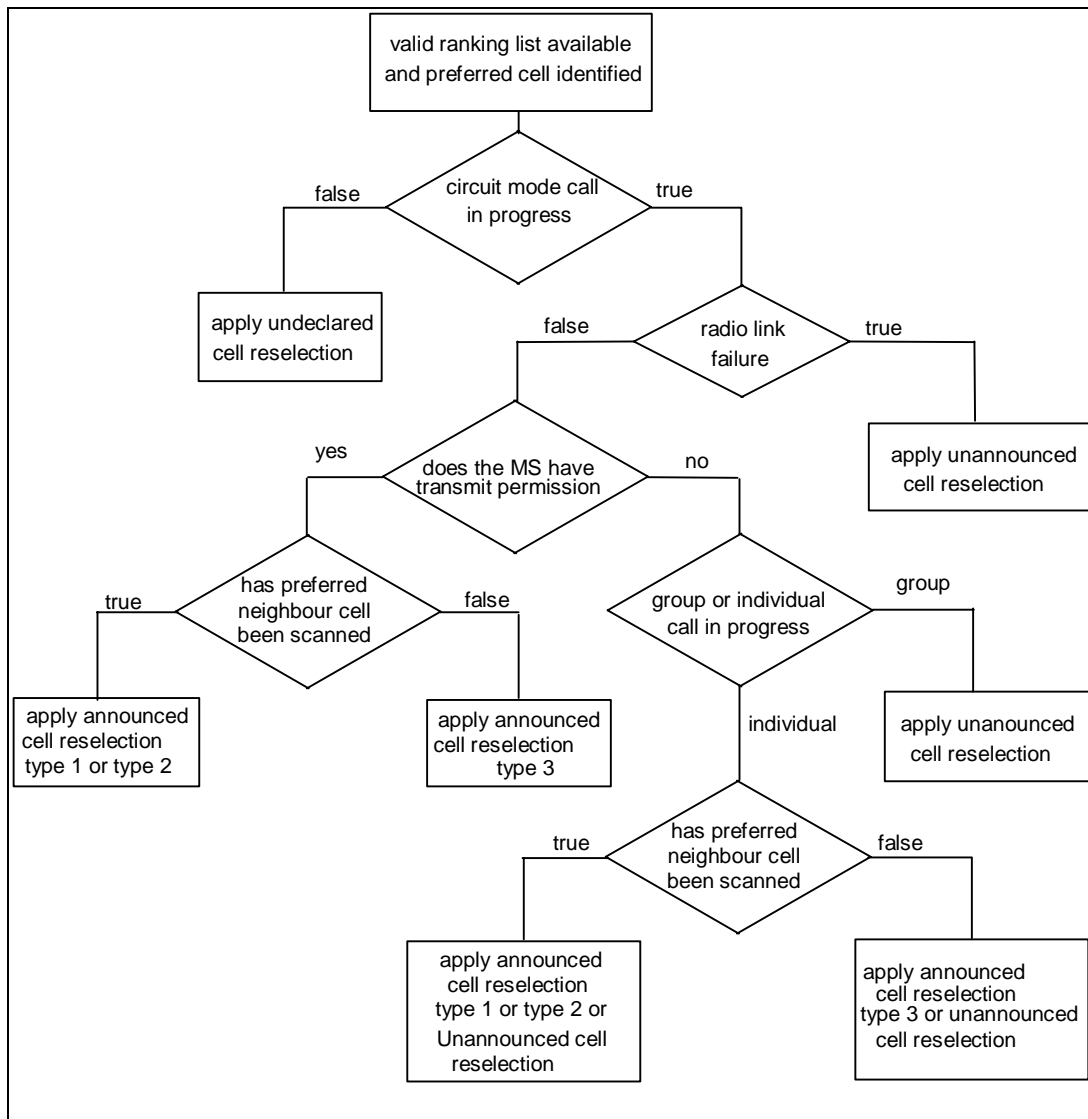 valid ranking list available
and preferred cell identified
circuit mode call
in progress
false
true
apply undeclared
cell reselection
radio link
failure
false
true
apply unannounced
cell reselection
does the MS have
transmit permission
yes
no
has preferred
neighbour cell
been scanned
true
false
group or individual
call in progress
group
individual
apply announced
cell reselection
type 1 or type 2
apply announced
cell reselection
type 3
apply unanounced
cell reselection
has preferred
neighbour cell
been scanned
true
false
apply announced
cell reselection
type 1 or type 2 or
Unannounced cell
reselection
apply announced
cell reselection
type 3 or unannounced
cell reselection